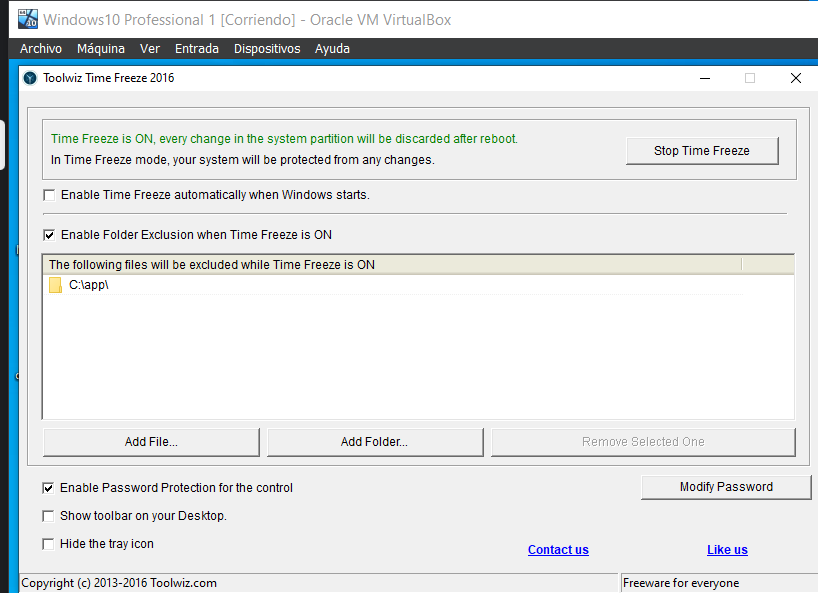 Windows10 Professional 1 [Corriendo] - Oracle VM VirtualBox
Archivo Máquina Ver Entrada Dispositivos Ayuda
Toolwiz Time Freeze 2016
Time Freeze is ON, every change in the system partition will be discarded after reboot.
In Time Freeze mode, your system will be protected from any changes.
Stop Time Freeze
Enable Time Freeze automatically when Windows starts.
Enable Folder Exclusion when Time Freeze is ON
The following files will be excluded while Time Freeze is ON
C:\app\
Add File... Add Folder... Remove Selected One
Enable Password Protection for the control
Modify Password
Show toolbar on your Desktop.
Hide the tray icon
Contact us Like us
Copyright (c) 2013-2016 Toolwiz.com Freeware for everyone